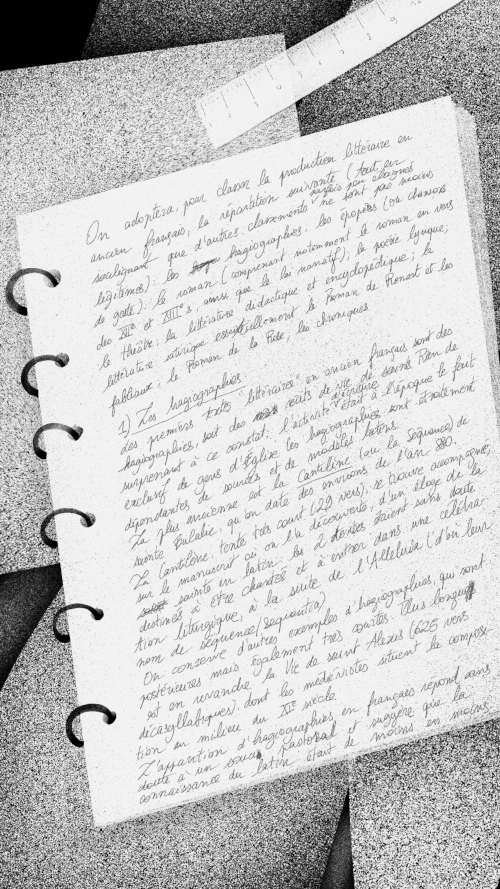 On adoptera, pour classer la production littéraire en
ancien français, la répartition suivante (tout en
soulignant que d'autres classements ne sont pas moins
légitimes): les hagiographies; les épopées (ou chansons
de geste); le roman (comprenant notamment le roman en vers
des XIIe et XIIIe s., ainsi que le lai narratif); la poésie lyrique;
le théâtre; la littérature didactique et encyclopédique; la
littérature satirique essentiellement le Roman de Renart et les
fabliaux; le Roman de la Rose; les chroniques.
1) Les hagiographies
Les premiers textes "littéraires" en ancien français sont des
hagiographies, soit des récits de vie de saints. Rien de
surprenant à ce constat: l'activité d'écriture était à l'époque le fait
exclusif de gens d'Église (les hagiographies sont étroitement
dépendantes de sources et de modèles latins.
La plus ancienne est la Cantilène (ou la Séquence) de
sainte Eulalie, qu'on date des environs de l'an 880.
La Cantilène, texte très court (29 vers), se trouve accompagné,
sur le manuscrit où on l'a découverte, d'un éloge de la
sainte en latin. les 2 textes étaient sans doute
destinés à être chantés et à entrer dans une célébra-
tion liturgique, à la suite de l'Alleluia (d'où leur
nom de séquence/sequentia)
On conserve d'autres exemples d'hagiographies, qui sont
postérieures mais également très courtes. Plus longue
est en revanche la Vie de saint Alexis (625 vers
décasyllabiques), dont les médiévistes situent la composi-
tion au milieu du XIe siècle.
L'apparition d'hagiographies en français répond sans
doute à un souci pastoral et suggère que la
connaissance du latin était de moins en moins